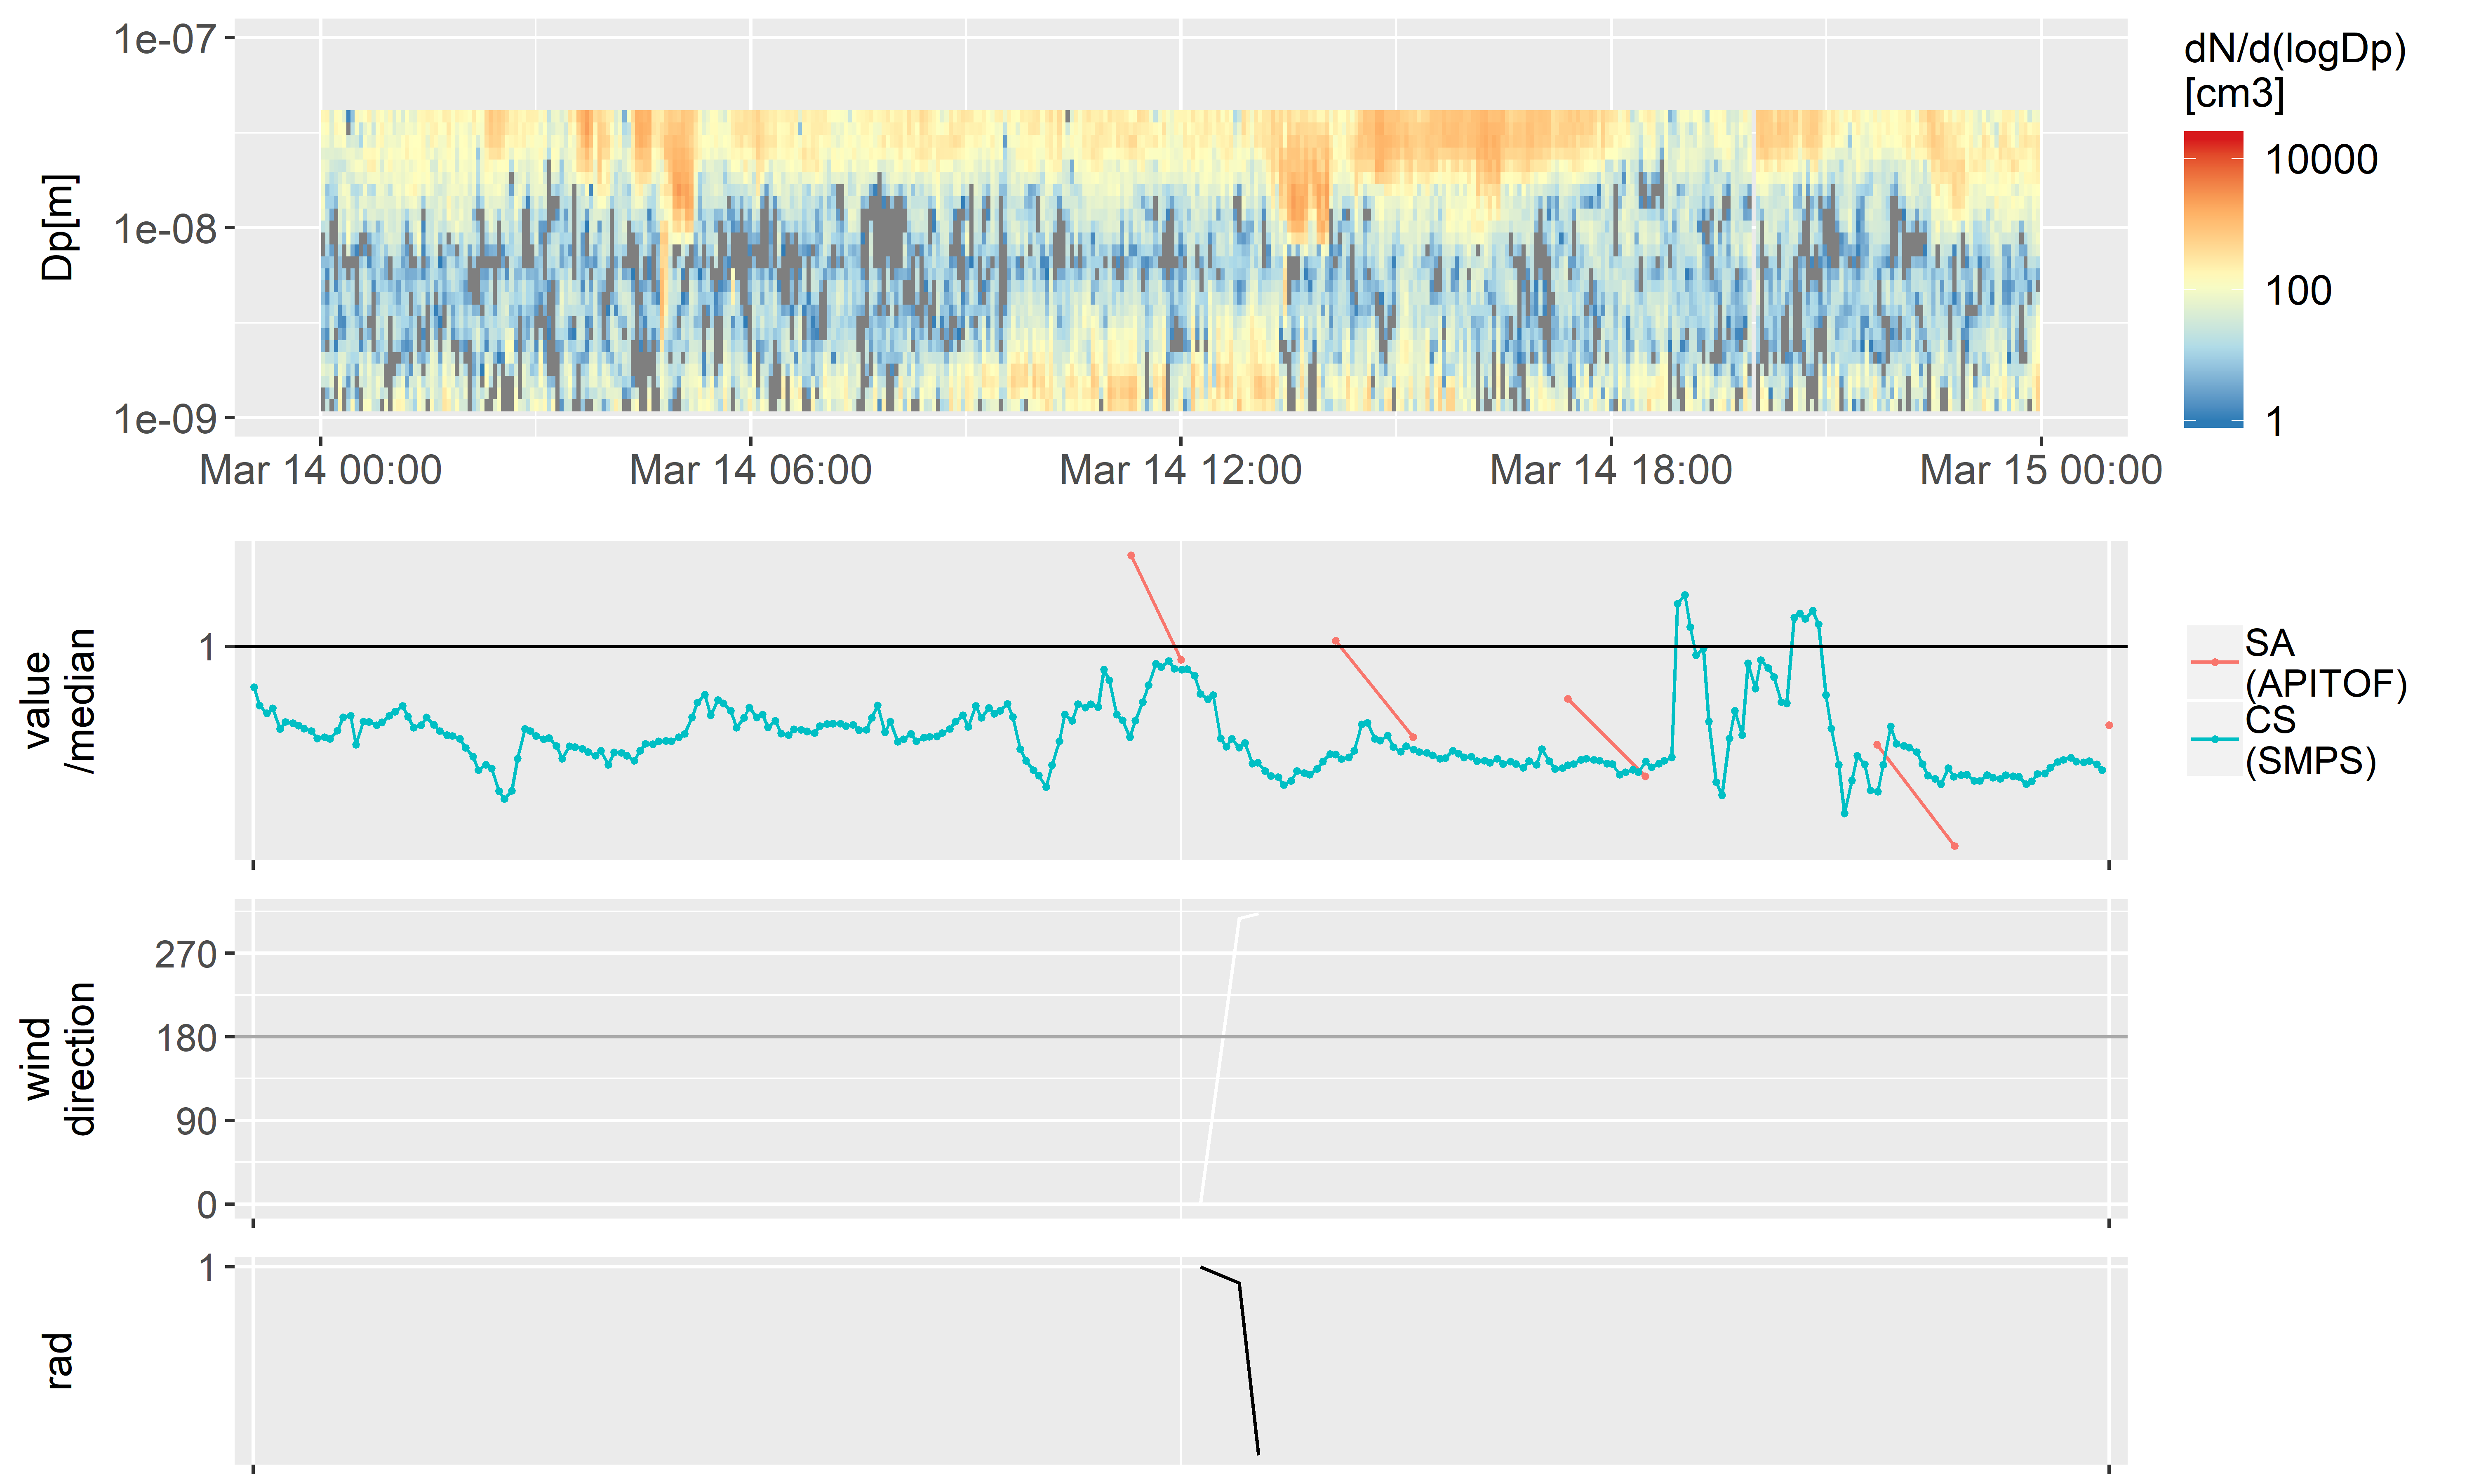 1e-07
1e-08
1e-09
Dp[m]
Mar 14 00:00
Mar 14 06:00
Mar 14 12:00
Mar 14 18:00
Mar 15 00:00
dN/d(logDp)
[cm3]
10000
100
1
value
/median
1
SA
(APITOF)
CS
(SMPS)
wind
direction
270
180
90
0
rad
1